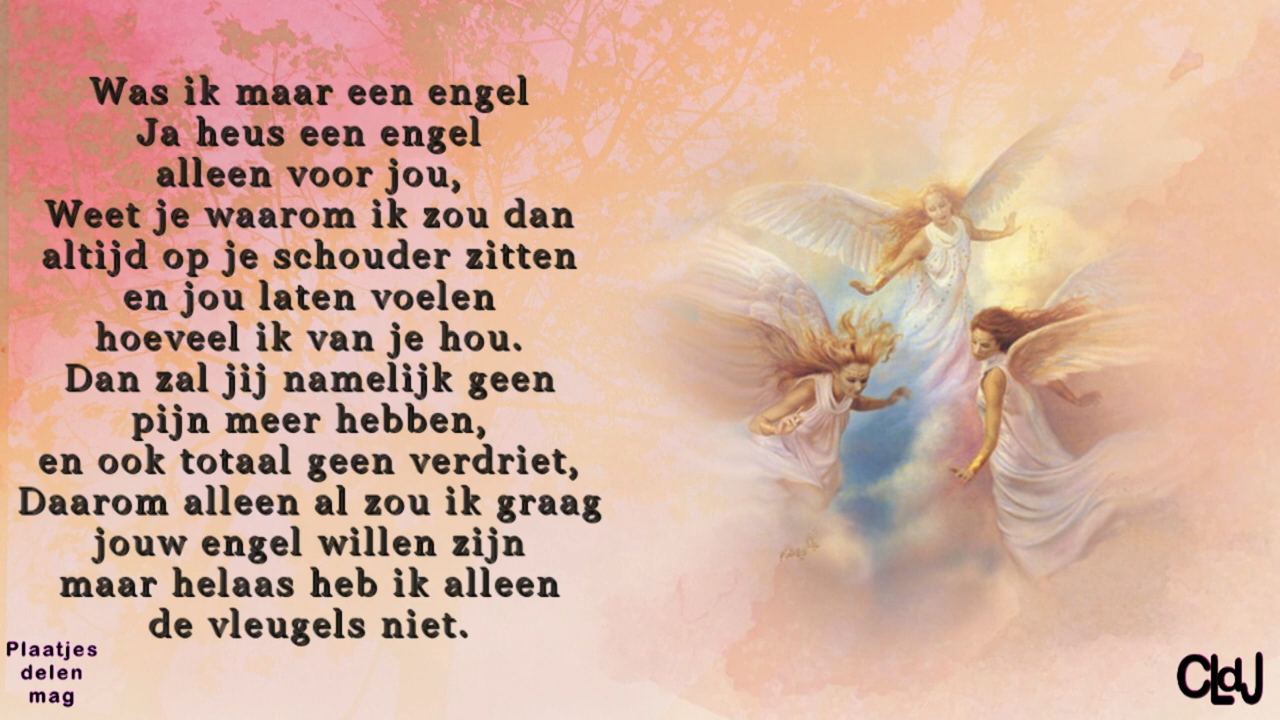 Was ik maar een engel
Ja heus een engel
alleen voor jou,
Weet je waarom ik zou dan
altijd op je schouder zitten
en jou laten voelen
hoeveel ik van je hou.
Dan zal jij namelijk geen
pijn meer hebben,
en ook totaal geen verdriet,
Daarom alleen al zou ik graag
jouw engel willen zijn
maar helaas heb ik alleen
de vleugels niet.
Plaatjes
delen
mag
CLdJ